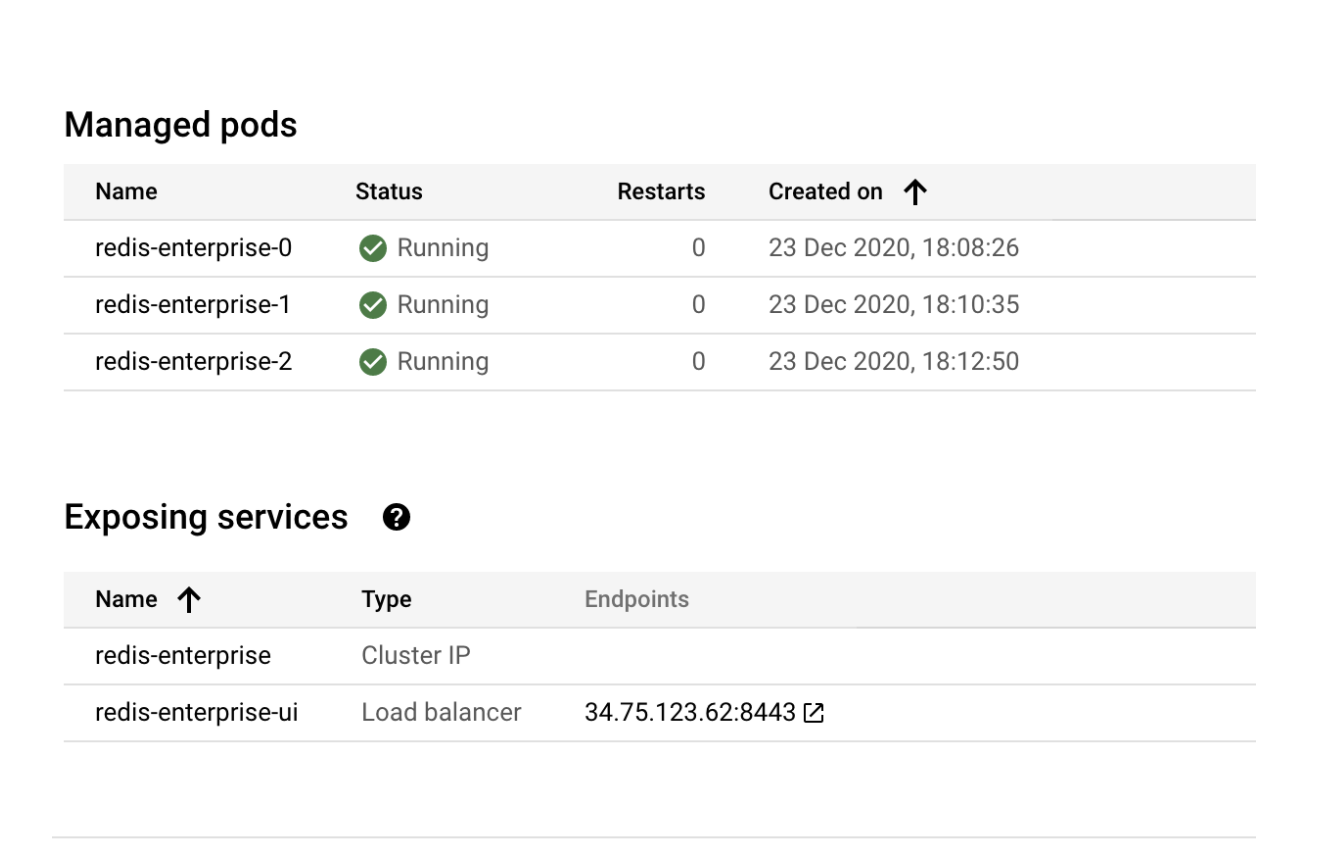 Managed pods
Name Status Restarts Created on
redis-enterprise-0 Running 0 23 Dec 2020, 18:08:26
redis-enterprise-1 Running 0 23 Dec 2020, 18:10:35
redis-enterprise-2 Running 0 23 Dec 2020, 18:12:50
Exposing services
Name Type Endpoints
redis-enterprise Cluster IP
redis-enterprise-ui Load balancer 34.75.123.62:8443